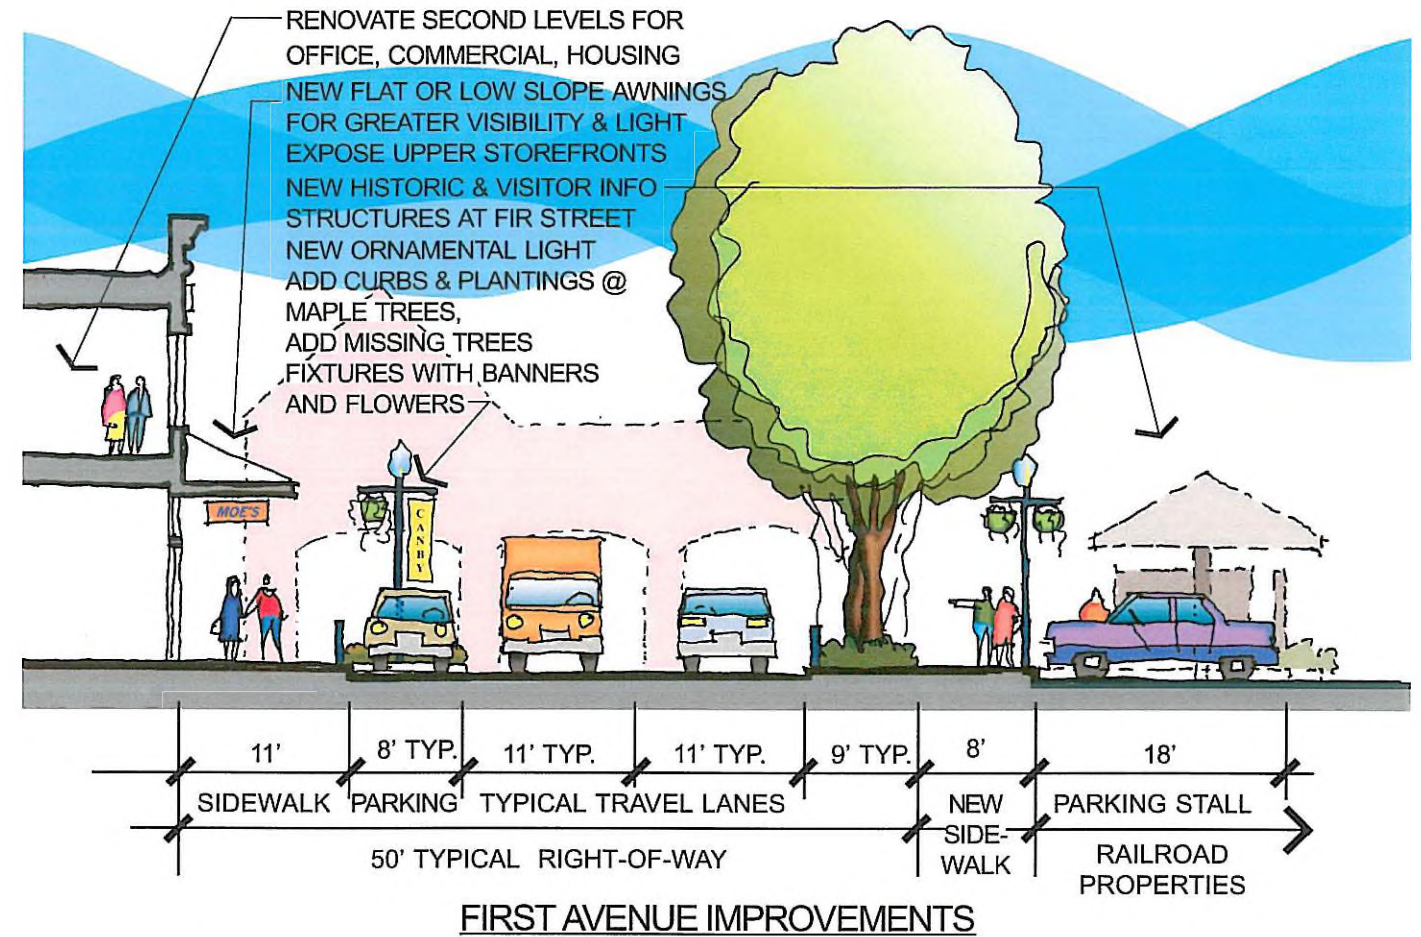 RENOVATE SECOND LEVELS FOR
OFFICE, COMMERCIAL, HOUSING
NEW FLAT OR LOW SLOPE AWNINGS
FOR GREATER VISIBILITY & LIGHT
EXPOSE UPPER STOREFRONTS
NEW HISTORIC & VISITOR INFO
STRUCTURES AT FIR STREET
NEW ORNAMENTAL LIGHT
ADD CURBS & PLANTINGS @
MAPLE TREES,
ADD MISSING TREES
FIXTURES WITH BANNERS
AND FLOWERS
MOE'S
CANBY
11'
8' TYP.
11' TYP.
11' TYP.
9' TYP.
8'
18'
SIDEWALK
PARKING
TYPICAL TRAVEL LANES
NEW
SIDE-
WALK
PARKING STALL
50' TYPICAL RIGHT-OF-WAY
RAILROAD
PROPERTIES
FIRST AVENUE IMPROVEMENTS